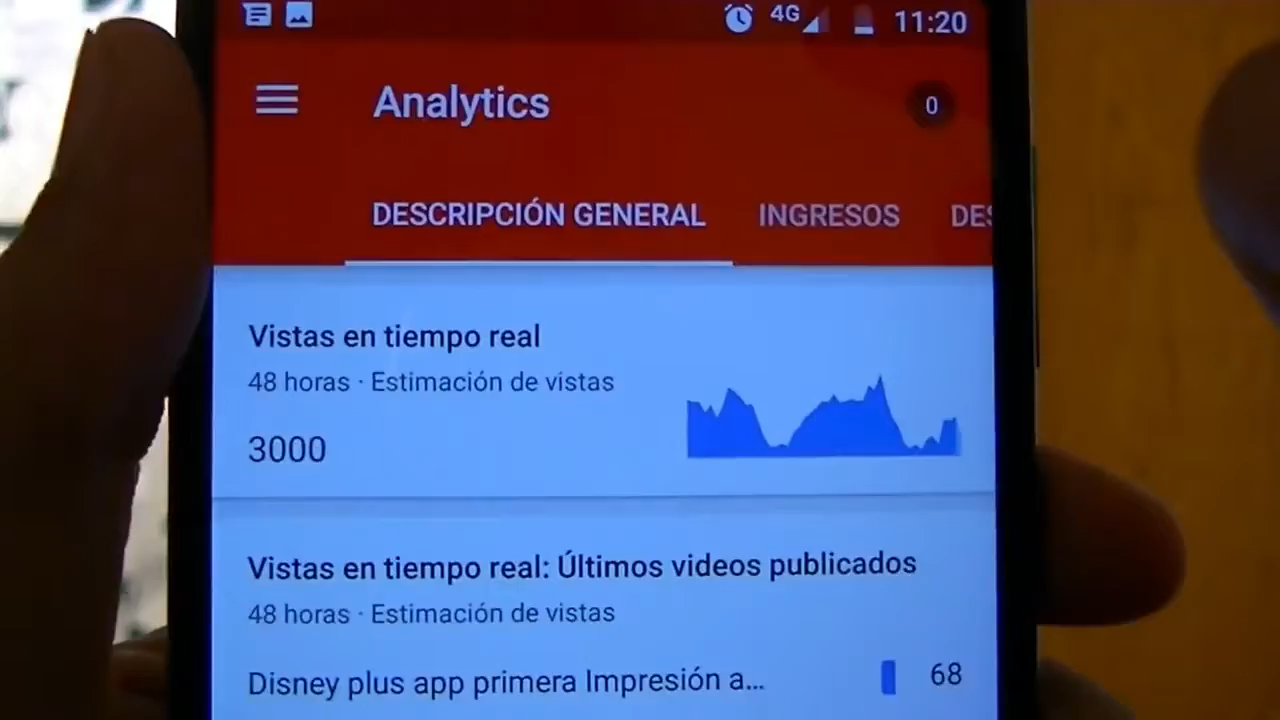 4G 11:20
Analytics 0
DESCRIPCIÓN GENERAL INGRESOS DES
Vistas en tiempo real
48 horas · Estimación de vistas
3000
Vistas en tiempo real: Últimos videos publicados
48 horas · Estimación de vistas
Disney plus app primera Impresión a... 68